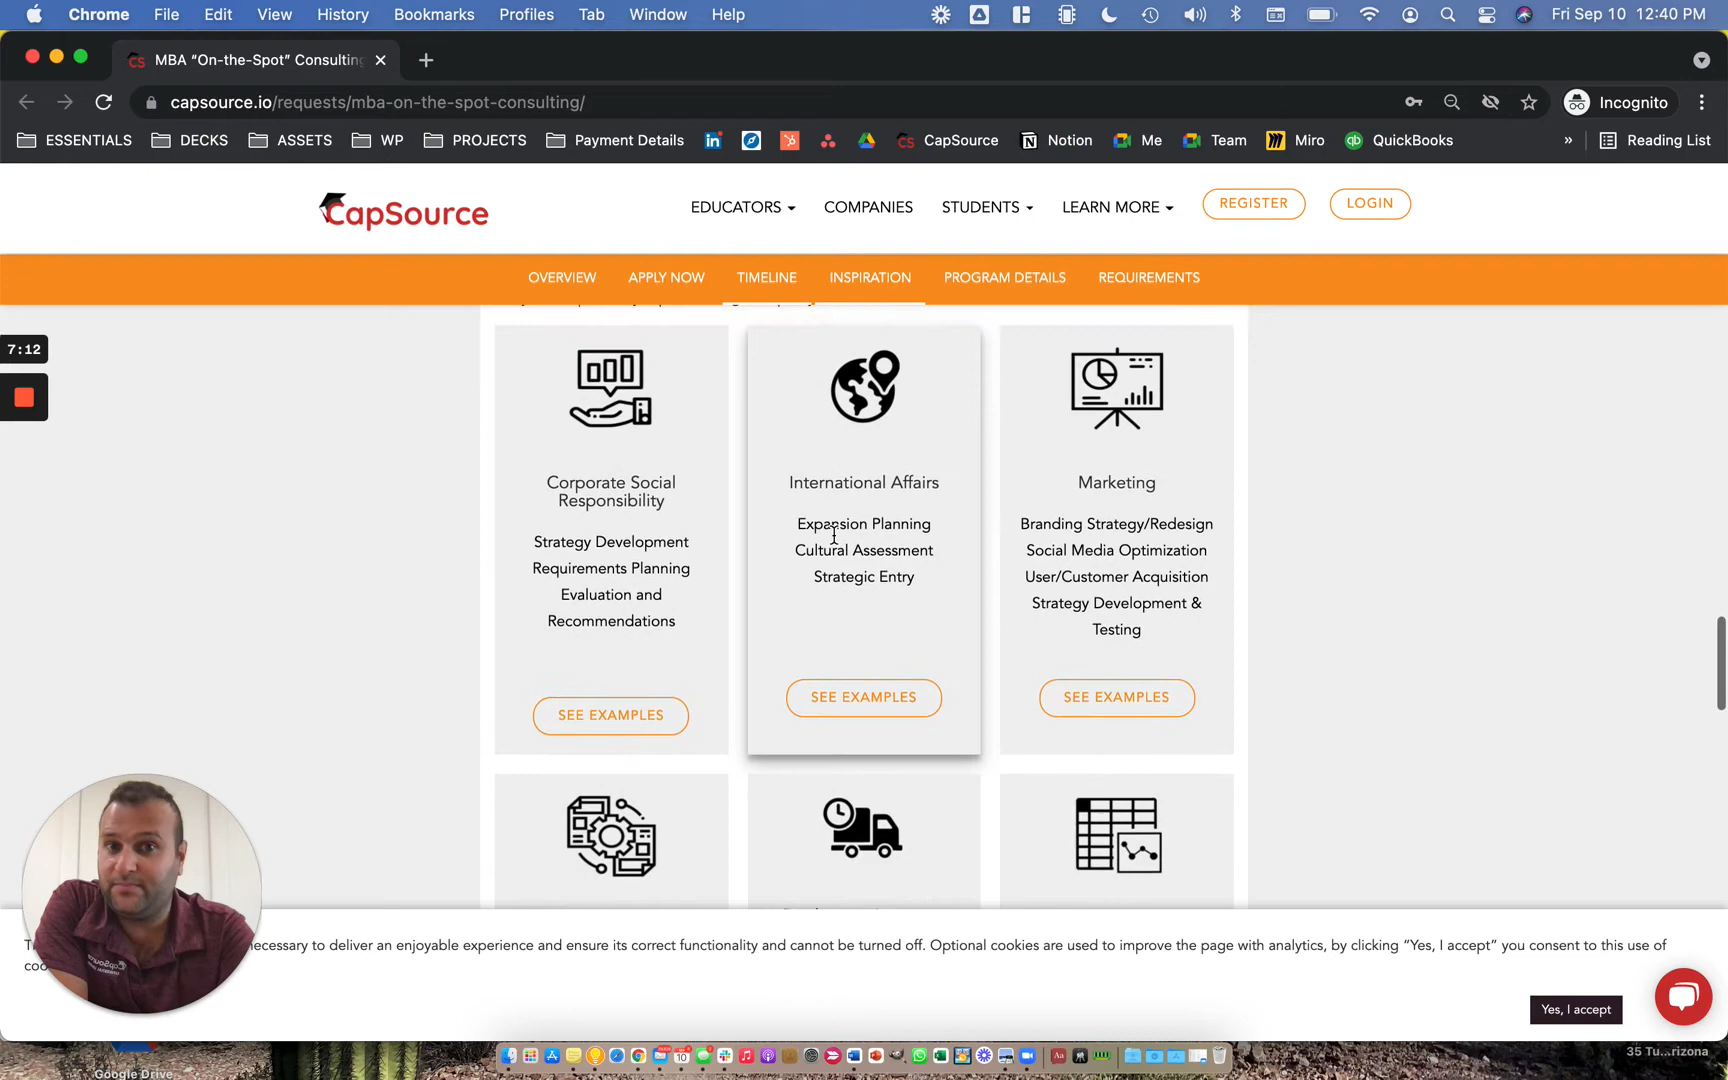 Chrome File Edit View History Bookmarks Profiles Tab Window Help Fri Sep 10 12:40 PM
MBA “On-the-Spot” Consulting
capsource.io/requests/mba-on-the-spot-consulting/ Incognito
ESSENTIALS DECKS ASSETS WP PROJECTS Payment Details CapSource Notion Me Team Miro QuickBooks » Reading List
CapSource EDUCATORS COMPANIES STUDENTS LEARN MORE REGISTER LOGIN
OVERVIEW APPLY NOW TIMELINE INSPIRATION PROGRAM DETAILS REQUIREMENTS
7:12
Corporate Social
Responsibility
Strategy Development
Requirements Planning
Evaluation and
Recommendations
SEE EXAMPLES
International Affairs
Expansion Planning
Cultural Assessment
Strategic Entry
SEE EXAMPLES
Marketing
Branding Strategy/Redesign
Social Media Optimization
User/Customer Acquisition
Strategy Development &
Testing
SEE EXAMPLES
necessary to deliver an enjoyable experience and ensure its correct functionality and cannot be turned off. Optional cookies are used to improve the page with analytics, by clicking “Yes, I accept” you consent to this use of
Yes, I accept
35 Tu...rizona
Google Drive